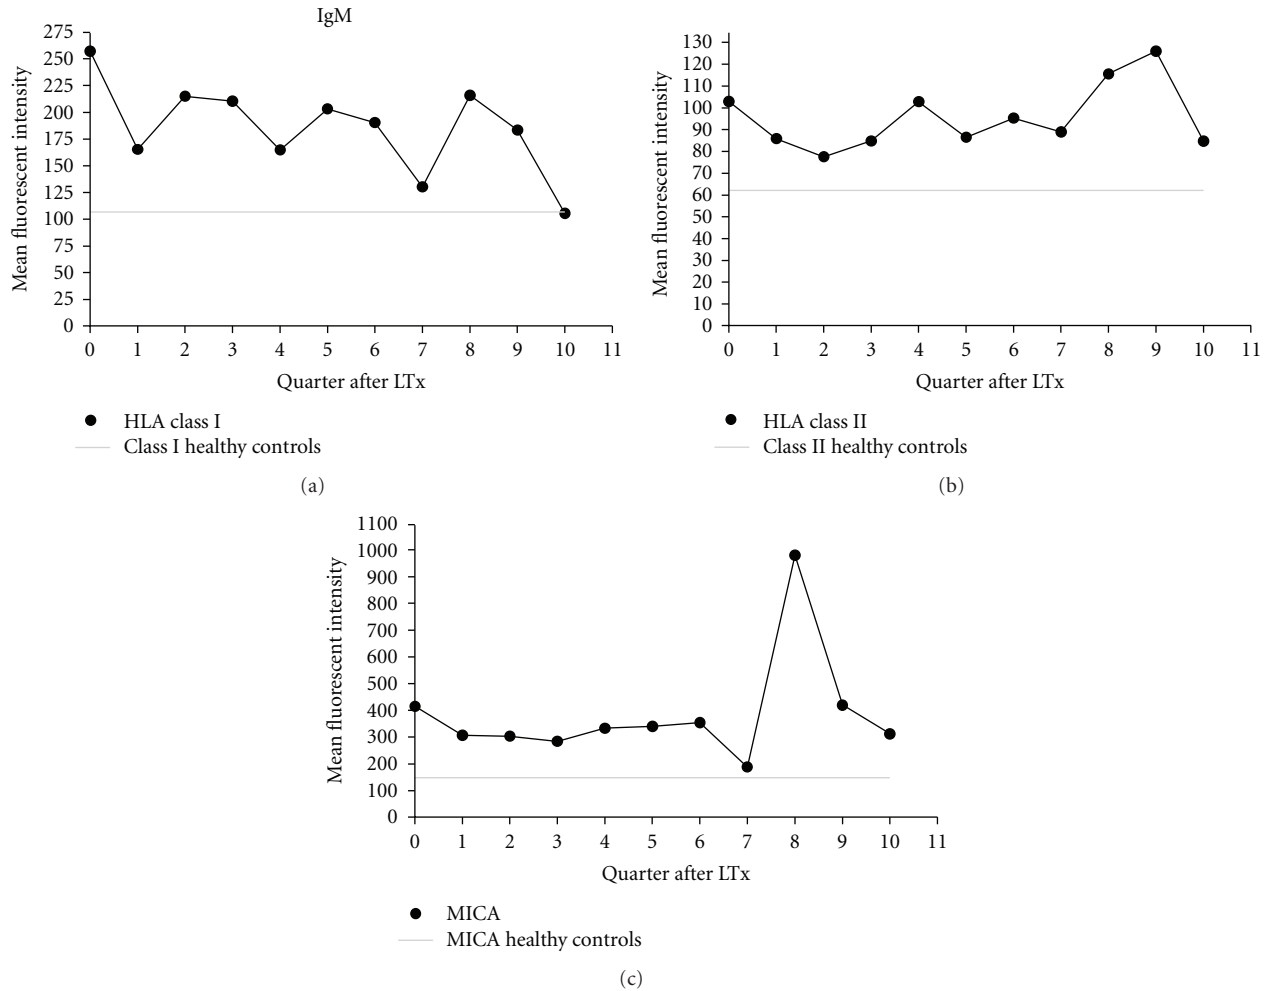 IgM
Mean fluorescent intensity
275
250
225
200
175
150
125
100
75
50
25
0
0 1 2 3 4 5 6 7 8 9 10 11
Quarter after LTx
HLA class I
Class I healthy controls
(a)
Mean fluorescent intensity
130
120
110
100
90
80
70
60
50
40
30
20
10
0
0 1 2 3 4 5 6 7 8 9 10 11
Quarter after LTx
HLA class II
Class II healthy controls
(b)
Mean fluorescent intensity
1100
1000
900
800
700
600
500
400
300
200
100
0
0 1 2 3 4 5 6 7 8 9 10 11
Quarter after LTx
MICA
MICA healthy controls
(c)